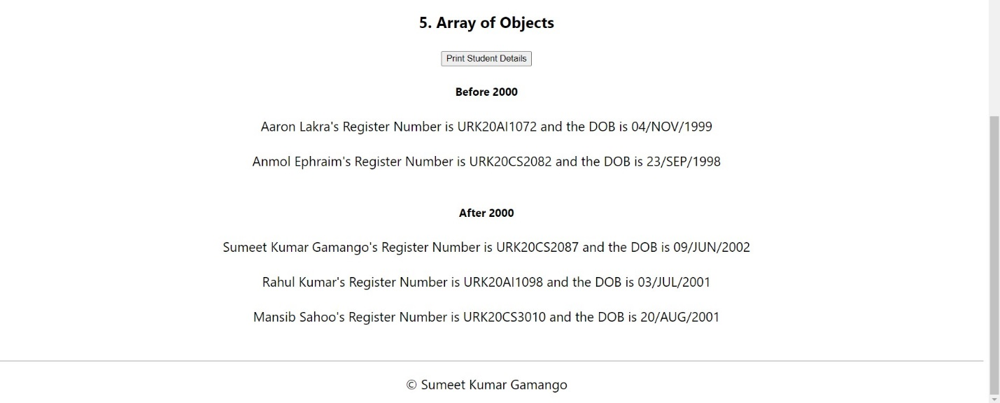 5. Array of Objects
Print Student Details
Before 2000
Aaron Lakra's Register Number is URK20AI1072 and the DOB is 04/NOV/1999
Anmol Ephraim's Register Number is URK20CS2082 and the DOB is 23/SEP/1998
After 2000
Sumeet Kumar Gamango's Register Number is URK20CS2087 and the DOB is 09/JUN/2002
Rahul Kumar's Register Number is URK20AI1098 and the DOB is 03/JUL/2001
Mansib Sahoo's Register Number is URK20CS3010 and the DOB is 20/AUG/2001
© Sumeet Kumar Gamango